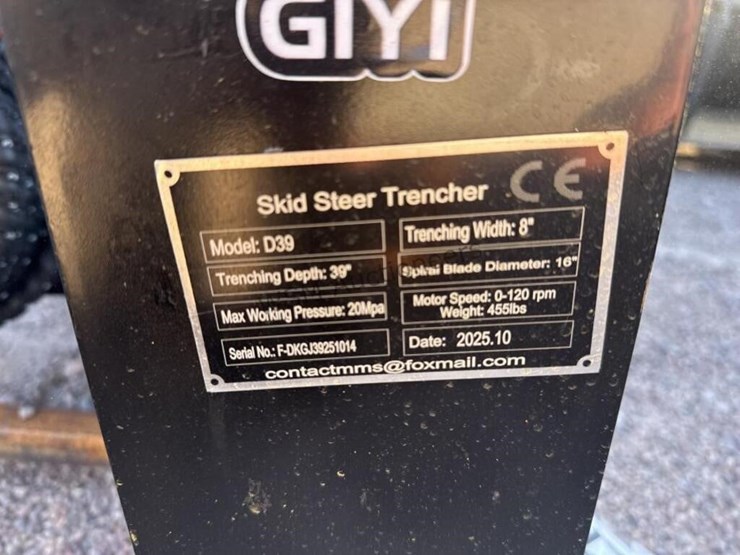 GIYI
Skid Steer Trencher CE
Model: D39
Trenching Width: 8"
Trenching Depth: 39"
Spiral Blade Diameter: 16"
Max Working Pressure: 20Mpa
Motor Speed: 0-120 rpm
Weight: 455lbs
Serial No.: F-DKGJ39251014
Date: 2025.10
contactmms@foxmail.com